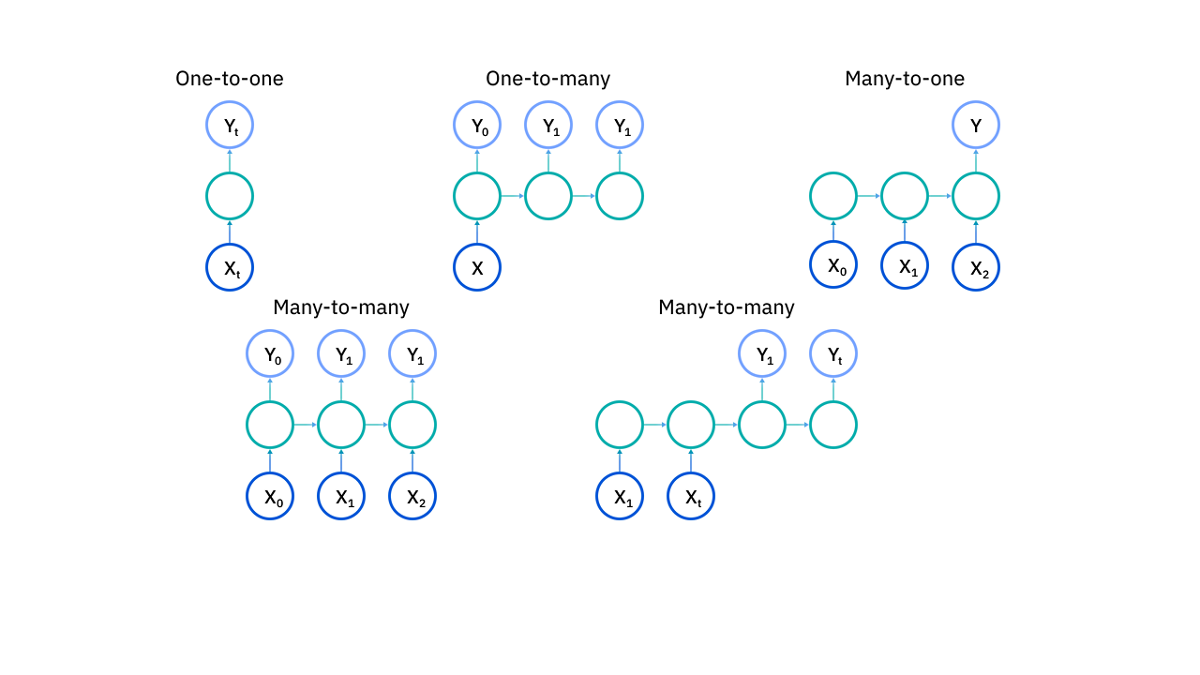 One-to-one
One-to-many
Many-to-one
Yₜ
Y₀ Y₁ Y₁
Y
Xₜ
X
X₀ X₁ X₂
Many-to-many
Many-to-many
Y₀ Y₁ Y₁
Y₁ Yₜ
X₀ X₁ X₂
X₁ Xₜ